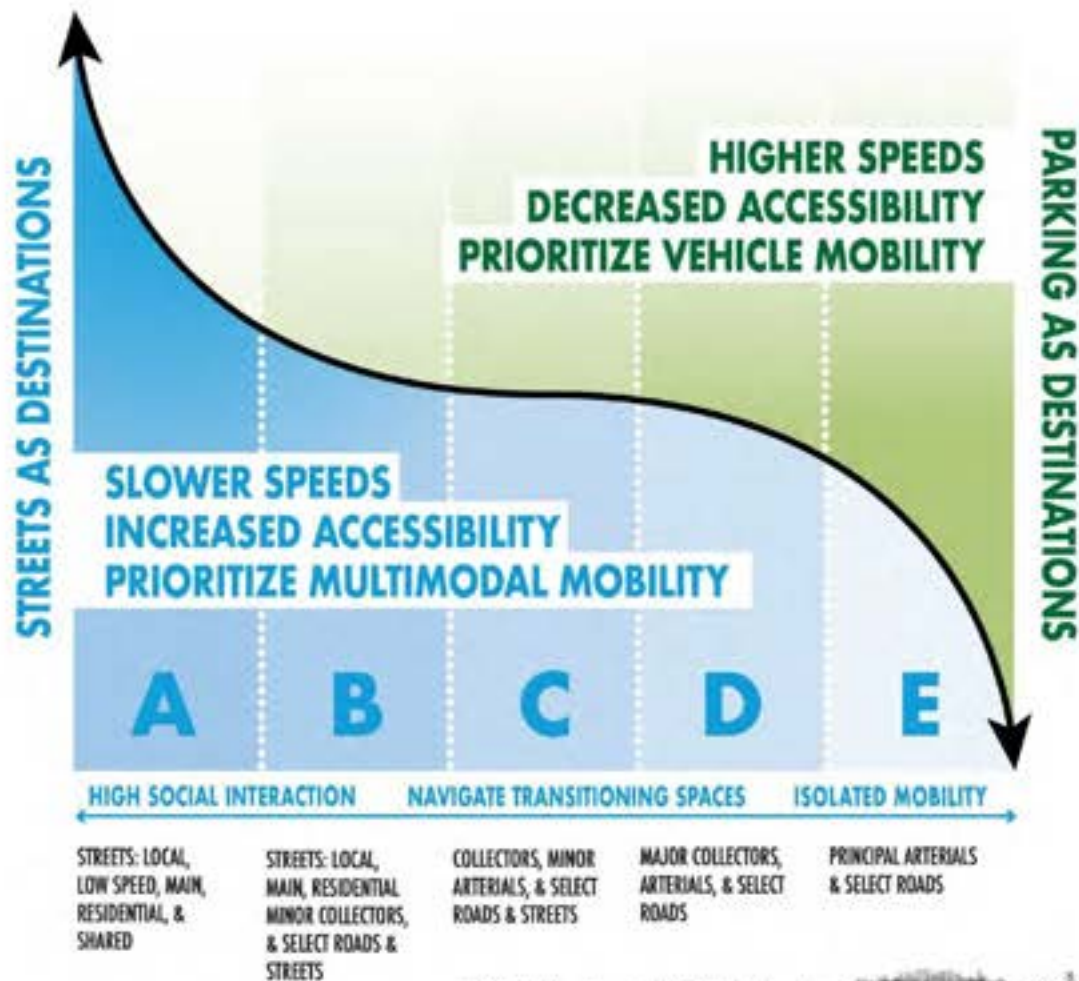 STREETS AS DESTINATIONS
HIGHER SPEEDS
DECREASED ACCESSIBILITY
PRIORITIZE VEHICLE MOBILITY
PARKING AS DESTINATIONS
SLOWER SPEEDS
INCREASED ACCESSIBILITY
PRIORITIZE MULTIMODAL MOBILITY
A
B
C
D
E
HIGH SOCIAL INTERACTION
NAVIGATE TRANSITIONING SPACES
ISOLATED MOBILITY
STREETS: LOCAL,
LOW SPEED, MAIN,
RESIDENTIAL, &
SHARED
STREETS: LOCAL,
MAIN, RESIDENTIAL
MINOR COLLECTORS,
& SELECT ROADS &
STREETS
COLLECTORS, MINOR
ARTERIALS, & SELECT
ROADS & STREETS
MAJOR COLLECTORS,
ARTERIALS, & SELECT
ROADS
PRINCIPAL ARTERIALS
& SELECT ROADS